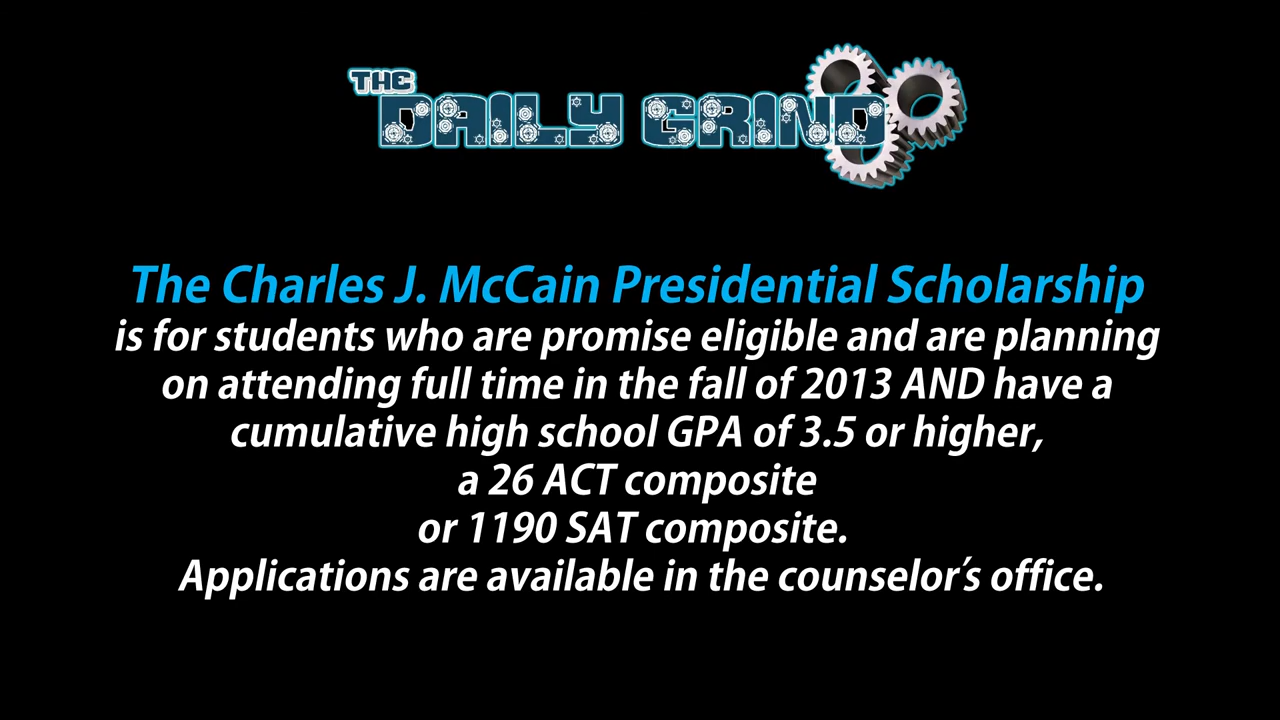 THE
DAILY GRIND
The Charles J. McCain Presidential Scholarship
is for students who are promise eligible and are planning
on attending full time in the fall of 2013 AND have a
cumulative high school GPA of 3.5 or higher,
a 26 ACT composite
or 1190 SAT composite.
Applications are available in the counselor's office.